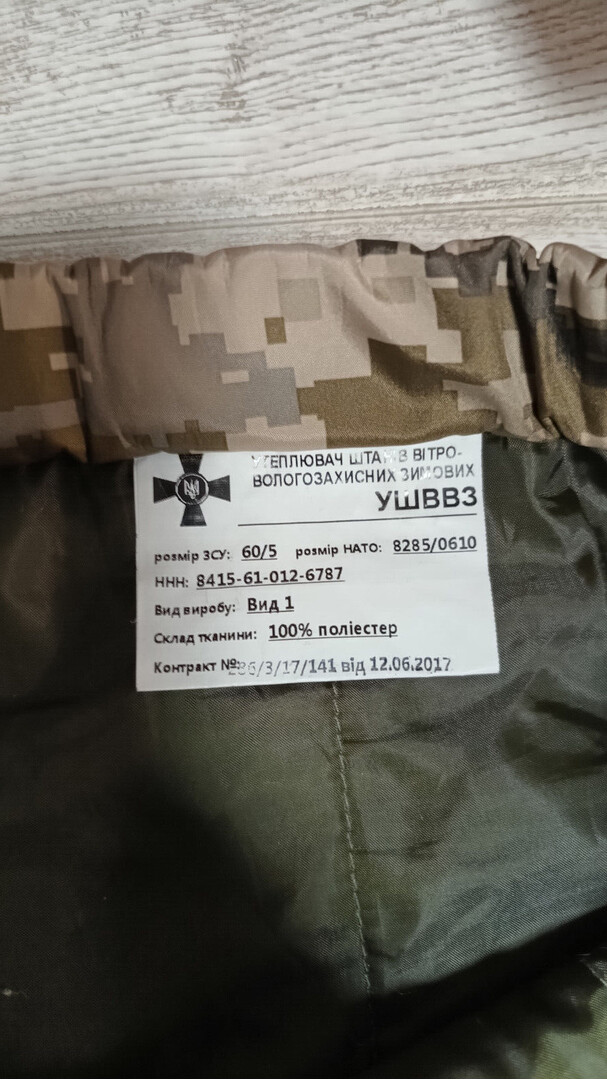 УТЕПЛЮВАЧ ШТАНІВ ВІТРО-
ВОЛОГОЗАХИСНИХ ЗИМОВИХ
УШВВЗ
розмір ЗСУ: 60/5 розмір НАТО: 8285/0610
ННН: 8415-61-012-6787
Вид виробу: Вид 1
Склад тканини: 100% поліестер
Контракт №: 286/3/17/141 від 12.06.2017